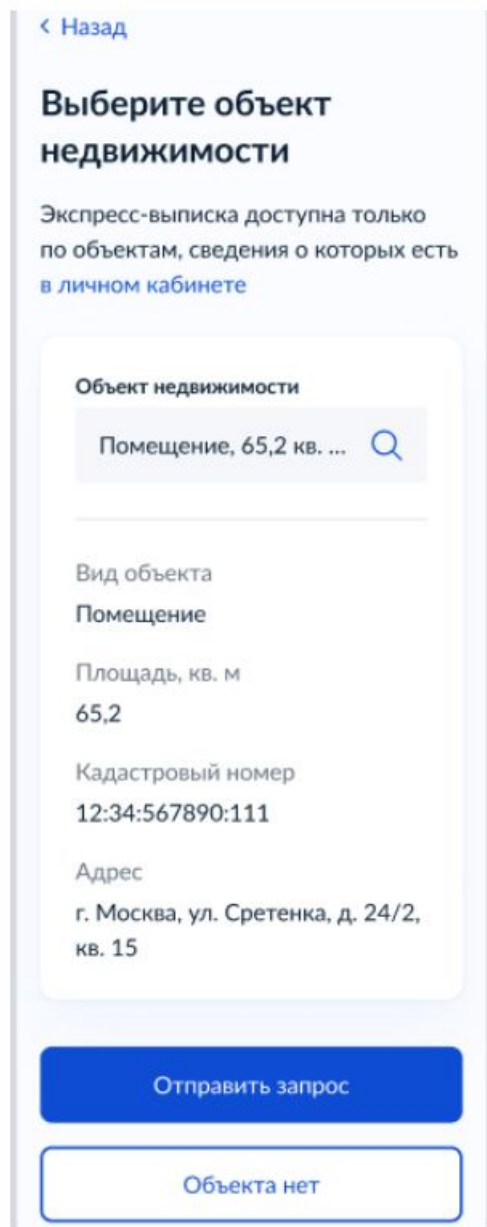 Назад
Выберите объект
недвижимости
Экспресс-выписка доступна только
по объектам, сведения о которых есть
в личном кабинете
Объект недвижимости
Помещение, 65,2 кв. ...
Вид объекта
Помещение
Площадь, кв. м
65,2
Кадастровый номер
12:34:567890:111
Адрес
г. Москва, ул. Сретенка, д. 24/2,
кв. 15
Отправить запрос
Объекта нет